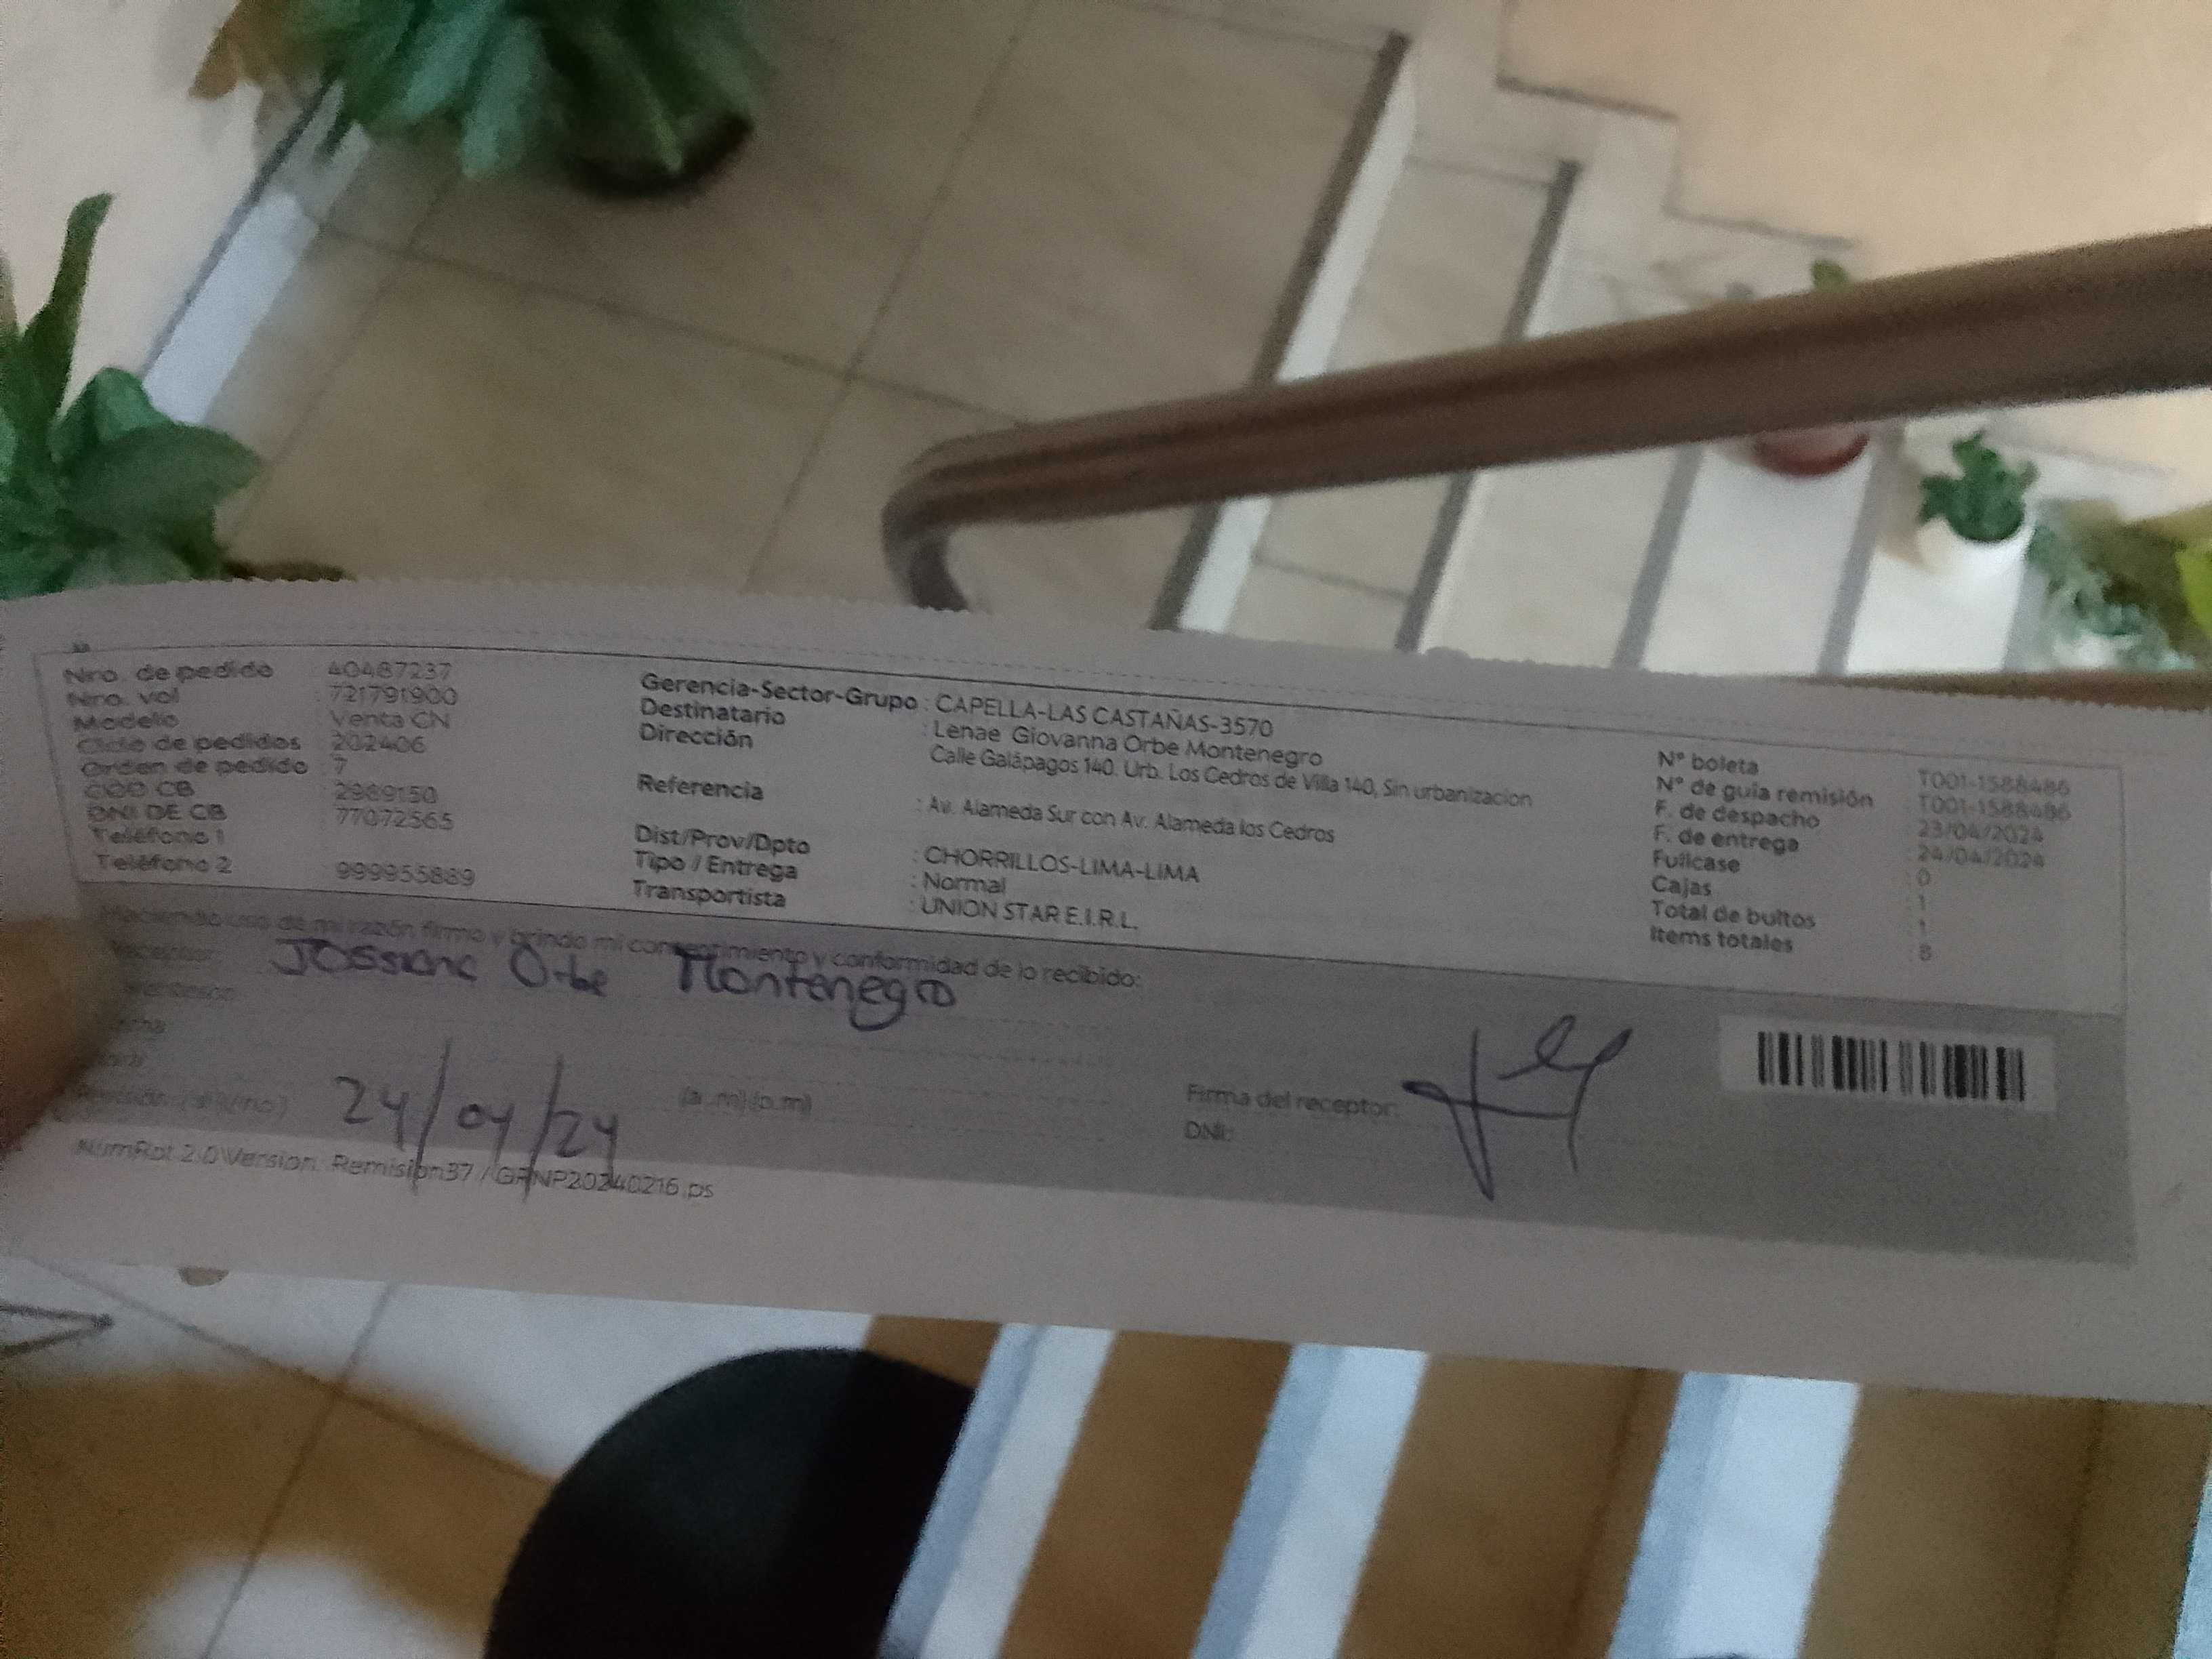 Nro. de pedido : 40487237
Nro. vol : 721791900
Modelo : Venta CN
Ciclo de pedidos : 202406
Orden de pedido : 7
COD CB : 2989150
DNI DE CB : 77072565
Teléfono 1
Teléfono 2 : 999955889
Gerencia-Sector-Grupo : CAPELLA-LAS CASTAÑAS-3570
Destinatario : Lenae Giovanna Orbe Montenegro
Dirección : Calle Galápagos 140. Urb. Los Cedros de Villa 140, Sin urbanizacion
Referencia : Av. Alameda Sur con Av. Alameda los Cedros
Dist/Prov/Dpto : CHORRILLOS-LIMA-LIMA
Tipo / Entrega : Normal
Transportista : UNION STAR E.I.R.L.
N° boleta : T001-1588486
N° de guía remisión : T001-1588486
F. de despacho : 23/04/2024
F. de entrega : 24/04/2024
Fullcase : 0
Cajas : 1
Total de bultos : 1
Items totales : 8
Haciendo uso de mi razón firmo y brindo mi consentimiento y conformidad de lo recibido:
Receptor: Jossiane Orbe Montenegro
24/04/24 (a.m) (p.m)
Firma del receptor:
DNI:
NumRot 2.0 Version: Remision37 / GRNP20240216.ps